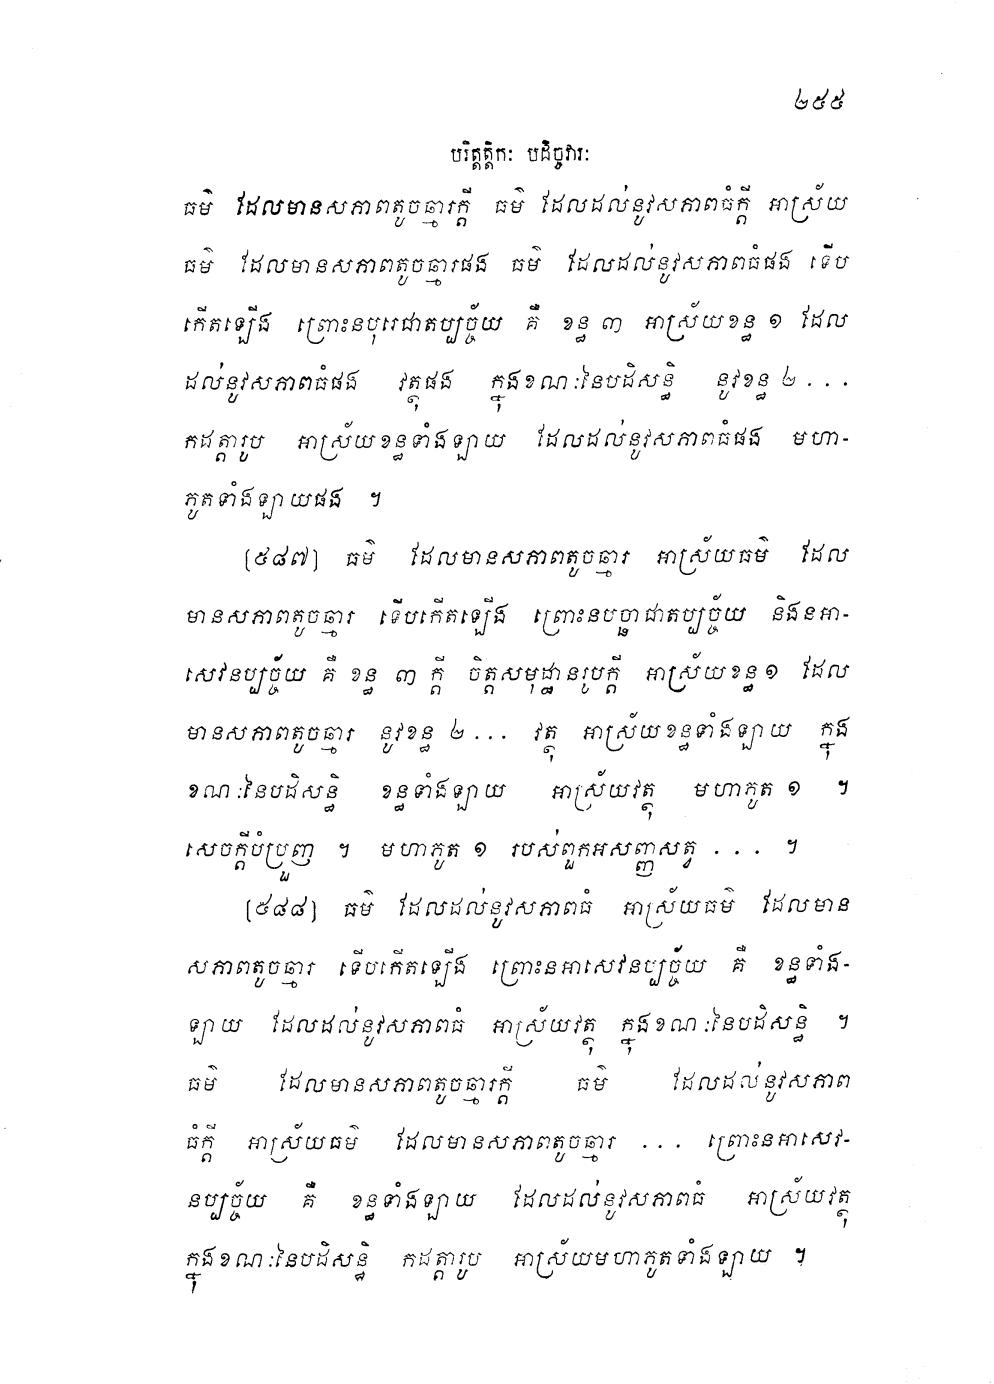 ២៥៥
បរិត្តត្តិកៈ បដិច្ចវារៈ
ធម៌ ដែលមានសភាពតូចឆ្មារក្តី ធម៌ ដែលដល់នូវសភាពធំក្តី អាស្រ័យ
ធម៌ ដែលមានសភាពតូចឆ្មារផង ធម៌ ដែលដល់នូវសភាពធំផង ទើប
កើតឡើង ព្រោះនបុរេជាតប្បច្ច័យ គឺ ខន្ធ ៣ អាស្រ័យខន្ធ ១ ដែល
ដល់នូវសភាពធំផង វត្ថុផង ក្នុងខណៈនៃបដិសន្ធិ នូវខន្ធ ២ ...
កដត្តារូប អាស្រ័យខន្ធទាំងឡាយ ដែលដល់នូវសភាពធំផង មហា-
ភូតទាំងឡាយផង ។
[៥៨៧] ធម៌ ដែលមានសភាពតូចឆ្មារ អាស្រ័យធម៌ ដែល
មានសភាពតូចឆ្មារ ទើបកើតឡើង ព្រោះនបច្ឆាជាតប្បច្ច័យ និងនអា-
សេវនប្បច្ច័យ គឺ ខន្ធ ៣ ក្តី ចិត្តសមុដ្ឋានរូបក្តី អាស្រ័យខន្ធ ១ ដែល
មានសភាពតូចឆ្មារ នូវខន្ធ ២ ... វត្ថុ អាស្រ័យខន្ធទាំងឡាយ ក្នុង
ខណៈនៃបដិសន្ធិ ខន្ធទាំងឡាយ អាស្រ័យវត្ថុ មហាភូត ១ ។
សេចក្តីបំប្រួញ ។ មហាភូត ១ របស់ពួកអសញ្ញសត្វ ... ។
[៥៨៨] ធម៌ ដែលដល់នូវសភាពធំ អាស្រ័យធម៌ ដែលមាន
សភាពតូចឆ្មារ ទើបកើតឡើង ព្រោះនអាសេវនប្បច្ច័យ គឺ ខន្ធទាំង-
ឡាយ ដែលដល់នូវសភាពធំ អាស្រ័យវត្ថុ ក្នុងខណៈនៃបដិសន្ធិ ។
ធម៌ ដែលមានសភាពតូចឆ្មារក្តី ធម៌ ដែលដល់នូវសភាព
ធំក្តី អាស្រ័យធម៌ ដែលមានសភាពតូចឆ្មារ ... ព្រោះនអាសេវ-
នប្បច្ច័យ គឺ ខន្ធទាំងឡាយ ដែលដល់នូវសភាពធំ អាស្រ័យវត្ថុ
ក្នុងខណៈនៃបដិសន្ធិ កដត្តារូប អាស្រ័យមហាភូតទាំងឡាយ ។